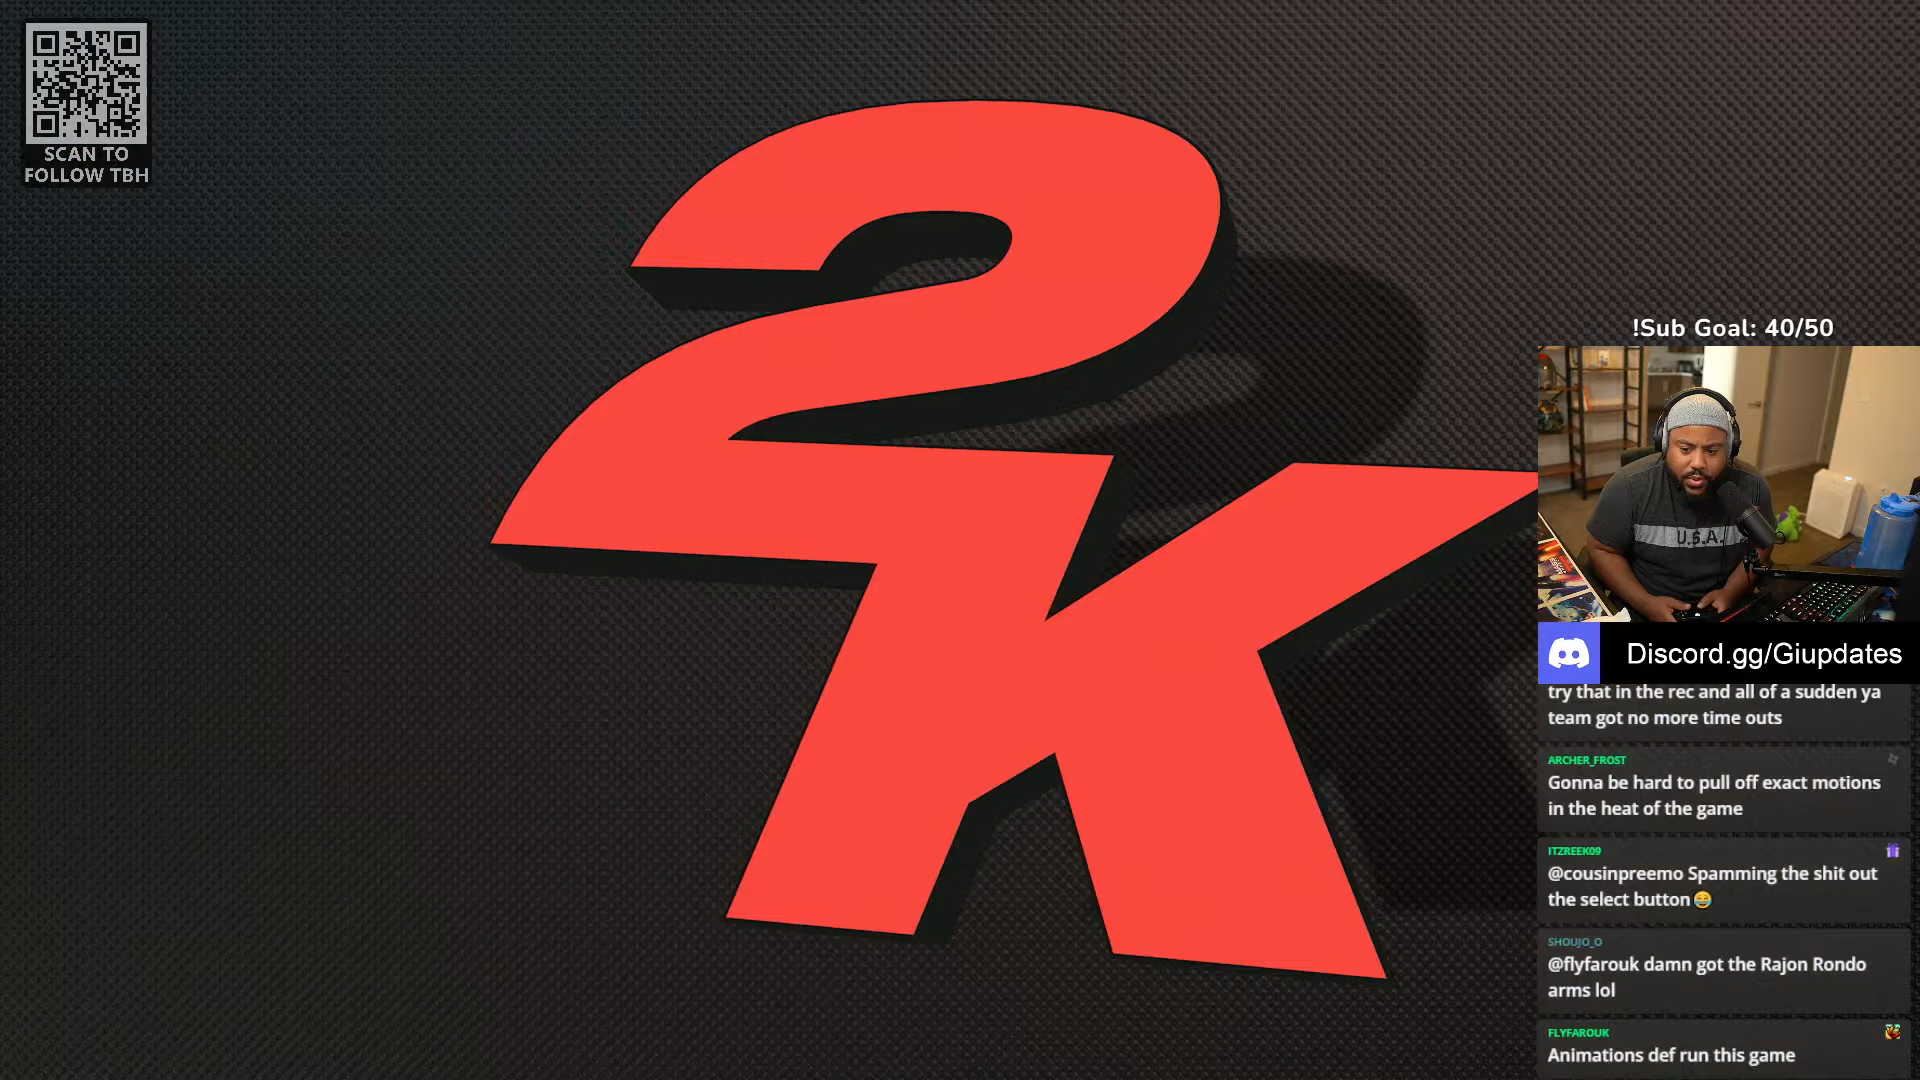 SCAN TO
FOLLOW TBH
2K
!Sub Goal: 40/50
U.S.A.
Discord.gg/Giupdates
try that in the rec and all of a sudden ya
team got no more time outs
ARCHER_FROST
Gonna be hard to pull off exact motions
in the heat of the game
ITZREEK09
@cousinpreemo Spamming the shit out
the select button😂
SHOUJO_O
@flyfarouk damn got the Rajon Rondo
arms lol
FLYFAROUK
Animations def run this game